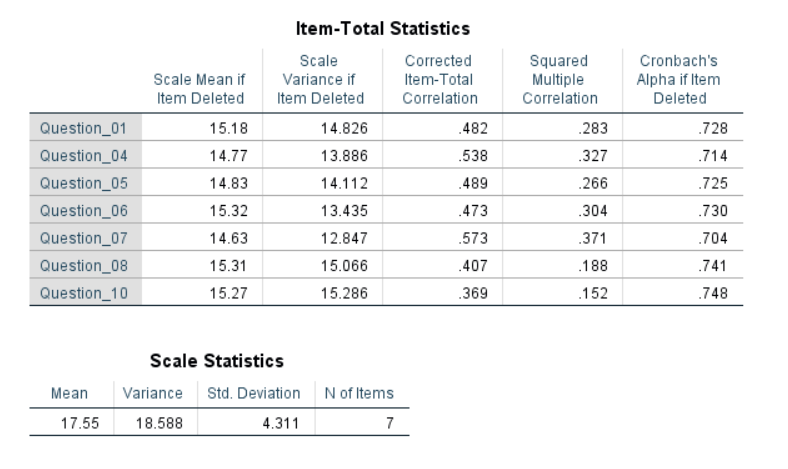 Item-Total Statistics
Scale Mean if Item Deleted Scale Variance if Item Deleted Corrected Item-Total Correlation Squared Multiple Correlation Cronbach's Alpha if Item Deleted
Question_01 15.18 14.826 .482 .283 .728
Question_04 14.77 13.886 .538 .327 .714
Question_05 14.83 14.112 .489 .266 .725
Question_06 15.32 13.435 .473 .304 .730
Question_07 14.63 12.847 .573 .371 .704
Question_08 15.31 15.066 .407 .188 .741
Question_10 15.27 15.286 .369 .152 .748
Scale Statistics
Mean Variance Std. Deviation N of Items
17.55 18.588 4.311 7